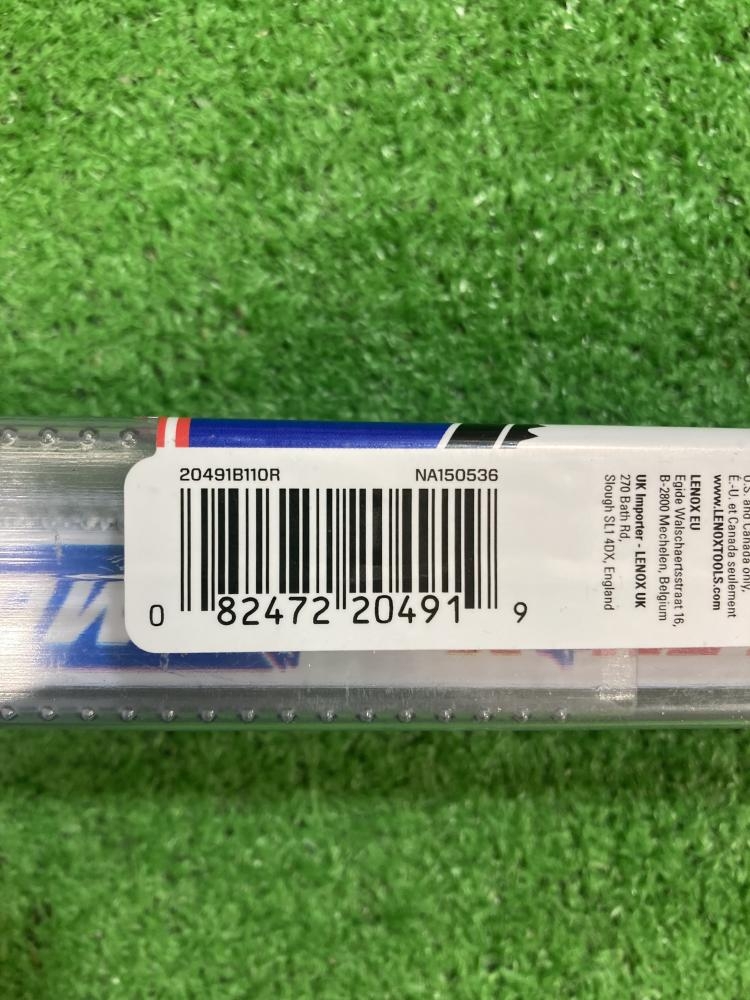 20491B110R NA150536
0 82472 20491 9
U.S. and Canada only,
É.-U. et Canada seulement
www.LENOXTOOLS.com
LENOX EU
Egide Walschaertsstraat 16,
B-2800 Mechelen, Belgium
UK Importer - LENOX UK
270 Bath Rd,
Slough SL1 4DX, England